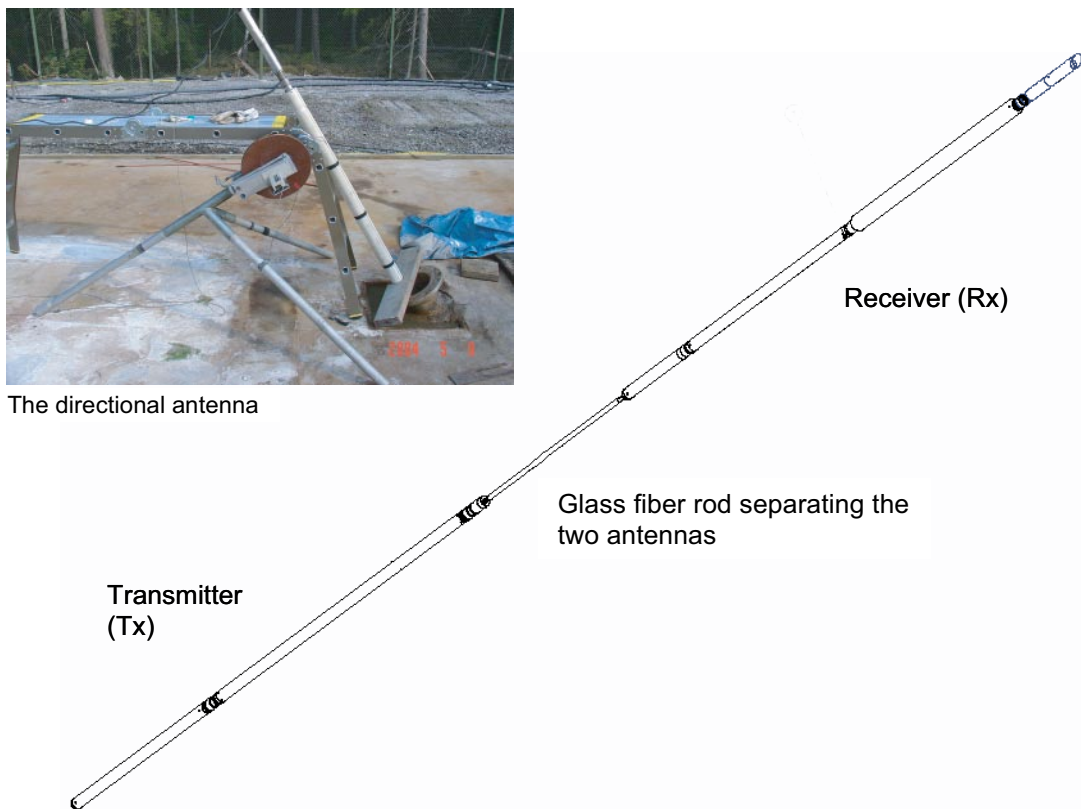 The directional antenna
Receiver (Rx)
Glass fiber rod separating the
two antennas
Transmitter
(Tx)